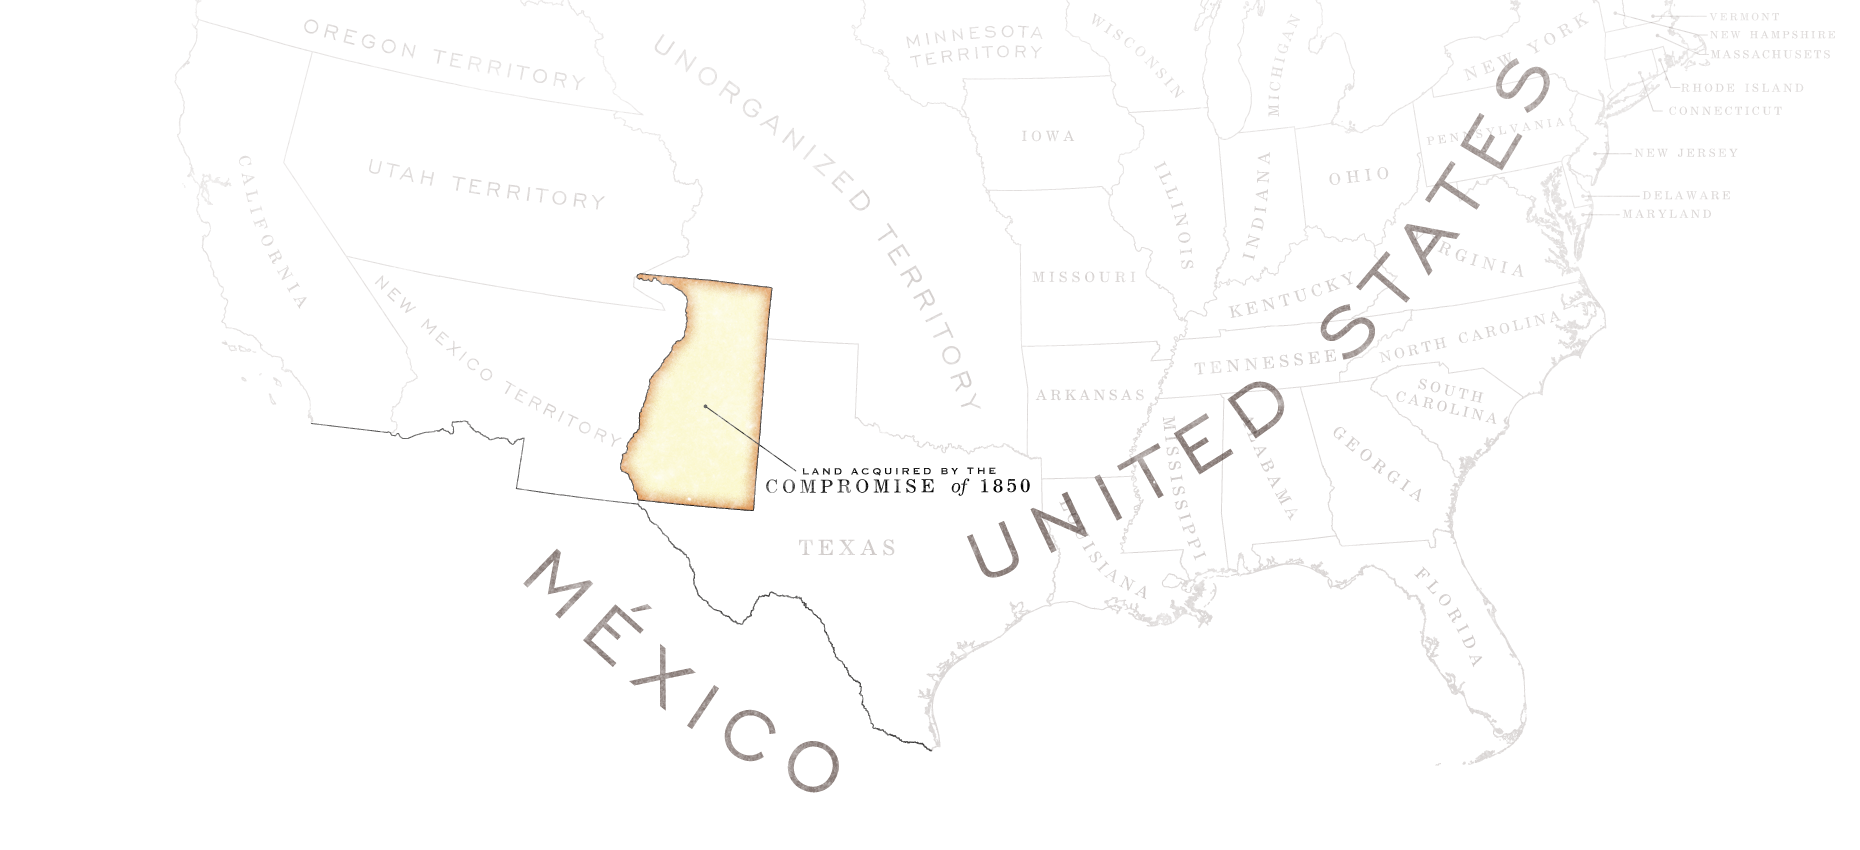 OREGON TERRITORY
UNORGANIZED TERRITORY
MINNESOTA
TERRITORY
WISCONSIN
MICHIGAN
NEW YORK
VERMONT
NEW HAMPSHIRE
MASSACHUSETS
RHODE ISLAND
CONNECTICUT
PENNSYLVANIA
NEW JERSEY
DELAWARE
MARYLAND
IOWA
ILLINOIS
INDIANA
OHIO
UTAH TERRITORY
CALIFORNIA
NEW MEXICO TERRITORY
MISSOURI
KENTUCKY
VIRGINIA
TENNESSEE
NORTH CAROLINA
ARKANSAS
SOUTH
CAROLINA
MISSISSIPPI
ALABAMA
GEORGIA
LAND ACQUIRED BY THE
COMPROMISE of 1850
TEXAS
LOUISIANA
FLORIDA
UNITED STATES
MÉXICO